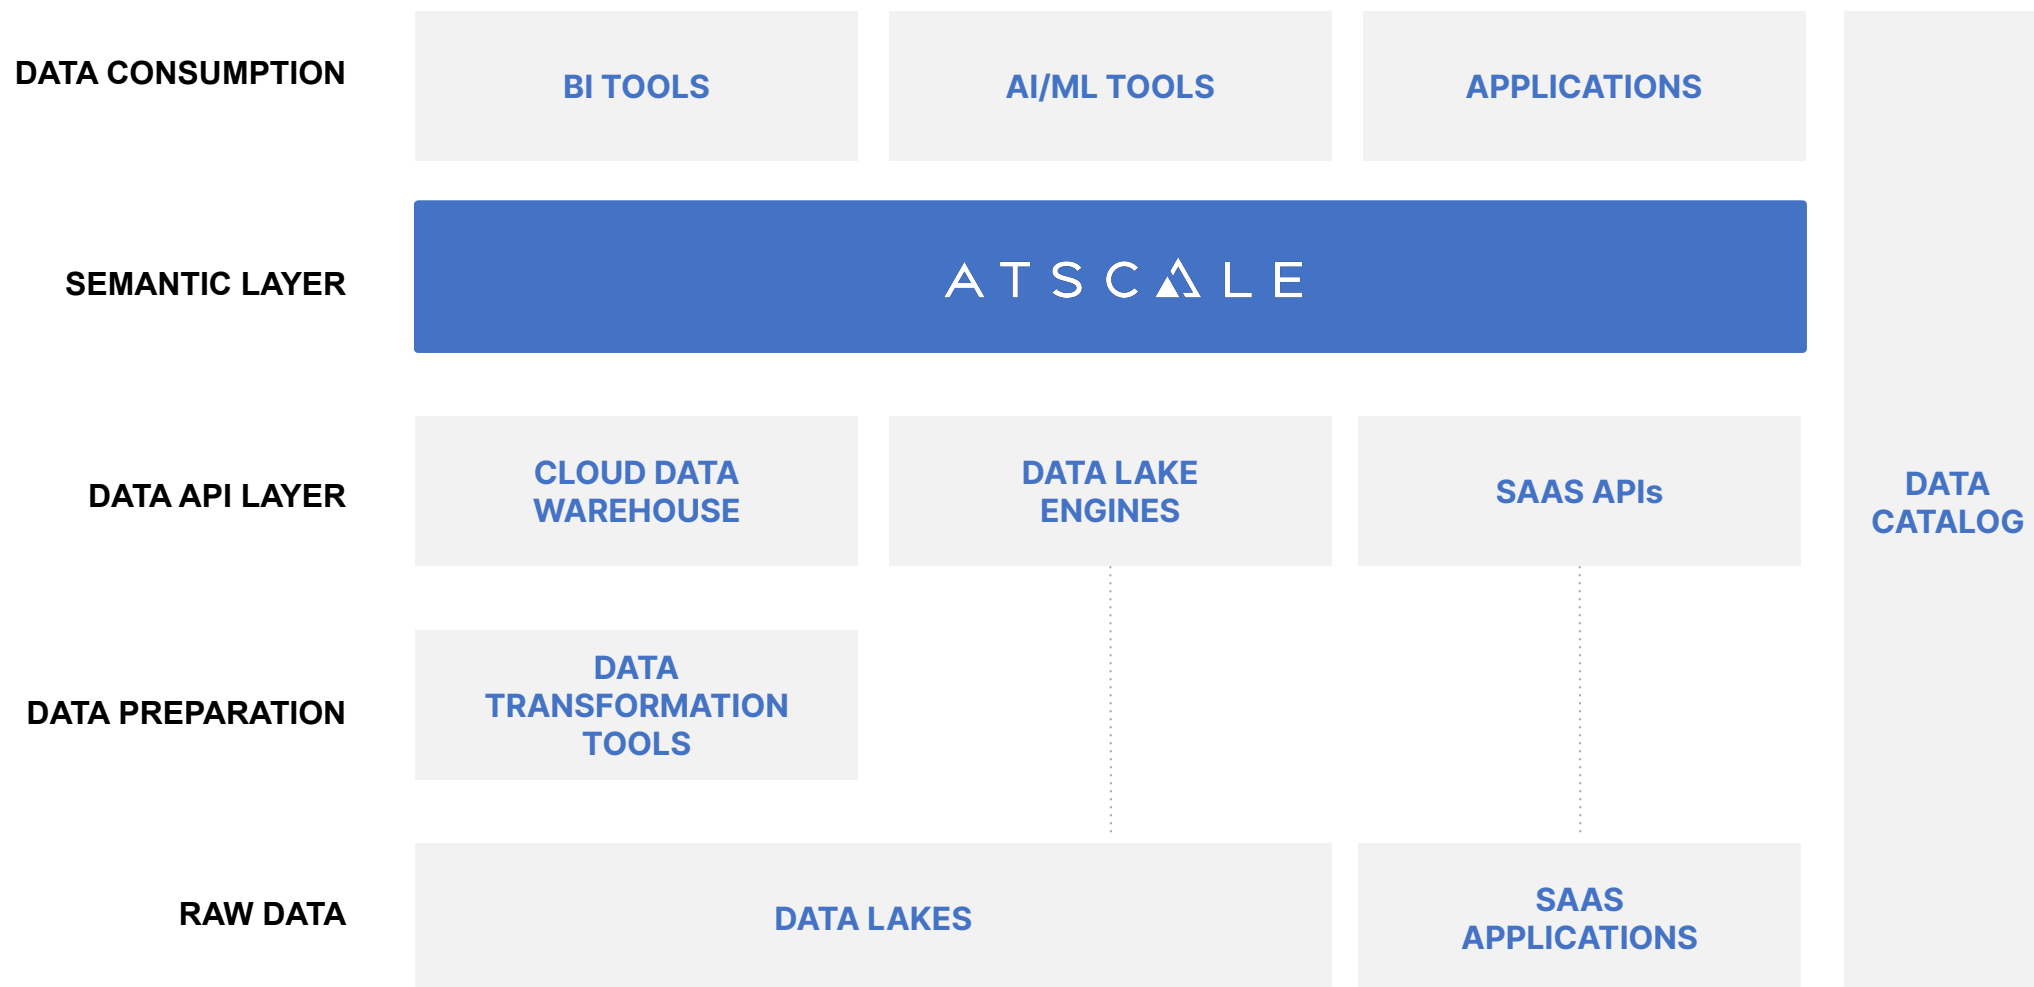 DATA CONSUMPTION
BI TOOLS
AI/ML TOOLS
APPLICATIONS
SEMANTIC LAYER
ATSCALE
DATA API LAYER
CLOUD DATA
WAREHOUSE
DATA LAKE
ENGINES
SAAS APIs
DATA
CATALOG
DATA PREPARATION
DATA
TRANSFORMATION
TOOLS
RAW DATA
DATA LAKES
SAAS
APPLICATIONS